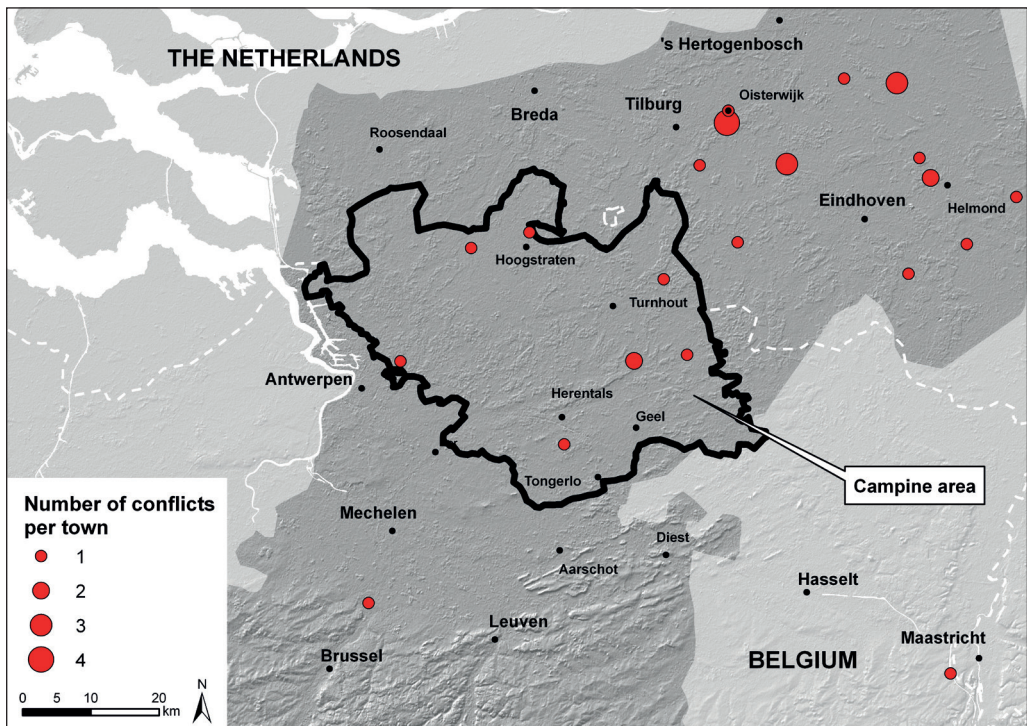 THE NETHERLANDS
's Hertogenbosch
Oisterwijk
Breda
Tilburg
Roosendaal
Eindhoven
Helmond
Hoogstraten
Turnhout
Antwerpen
Herentals
Geel
Campine area
Tongerlo
Mechelen
Diest
Aarschot
Hasselt
Leuven
Maastricht
Brussel
BELGIUM
Number of conflicts
per town
1
2
3
4
0 5 10 20
km
N